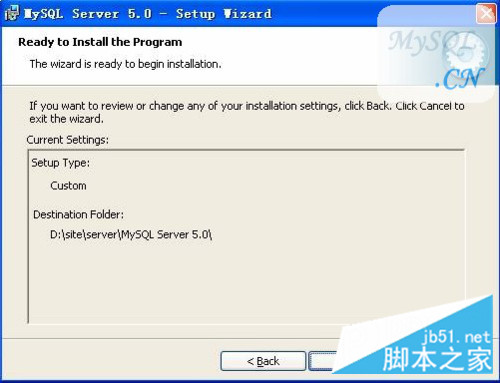 MySQL Server 5.0 - Setup Wizard
MySQL
.CN
Ready to Install the Program
The wizard is ready to begin installation.
If you want to review or change any of your installation settings, click Back. Click Cancel to
exit the wizard.
Current Settings:
Setup Type:
Custom
Destination Folder:
D:\site\server\MySQL Server 5.0\
jb51.net
脚本之家
< Back